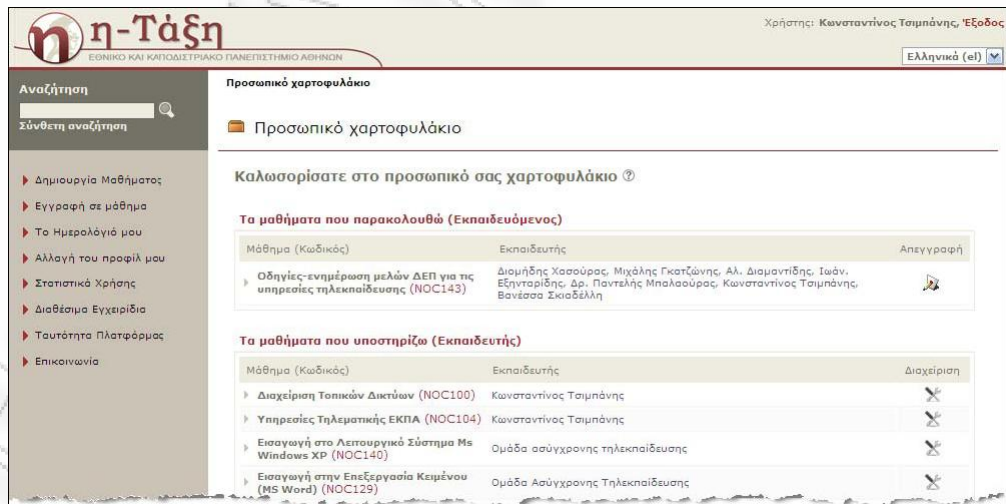 η-Τάξη
ΕΘΝΙΚΟ ΚΑΙ ΚΑΠΟΔΙΣΤΡΙΑΚΟ ΠΑΝΕΠΙΣΤΗΜΙΟ ΑΘΗΝΩΝ
Χρήστης: Κωνσταντίνος Τσιμπάνης, Έξοδος
Ελληνικά (el)
Αναζήτηση
Σύνθετη αναζήτηση
Δημιουργία Μαθήματος
Εγγραφή σε μάθημα
Το Ημερολόγιό μου
Αλλαγή του προφίλ μου
Στατιστικά Χρήσης
Διαθέσιμα Εγχειρίδια
Ταυτότητα Πλατφόρμας
Επικοινωνία
Προσωπικό χαρτοφυλάκιο
Προσωπικό χαρτοφυλάκιο
Καλωσορίσατε στο προσωπικό σας χαρτοφυλάκιο
Τα μαθήματα που παρακολουθώ (Εκπαιδευόμενος)
Μάθημα (Κωδικός) Εκπαιδευτής Απεγγραφή
Οδηγίες-ενημέρωση μελών ΔΕΠ για τις
υπηρεσίες τηλεκπαίδευσης (NOC143)
Διομήδης Χασούρας, Μιχάλης Γκατζώνης, Αλ. Διαμαντίδης, Ιωάν.
Εξηνταρίδης, Δρ. Παντελής Μπαλαούρας, Κωνσταντίνος Τσιμπάνης,
Βανέσσα Σκιαδέλλη
Τα μαθήματα που υποστηρίζω (Εκπαιδευτής)
Μάθημα (Κωδικός) Εκπαιδευτής Διαχείριση
Διαχείριση Τοπικών Δικτύων (NOC100) Κωνσταντίνος Τσιμπάνης
Υπηρεσίες Τηλεματικής ΕΚΠΑ (NOC104) Κωνσταντίνος Τσιμπάνης
Εισαγωγή στο Λειτουργικό Σύστημα Ms
Windows XP (NOC140)
Ομάδα ασύγχρονης τηλεκπαίδευσης
Εισαγωγή στην Επεξεργασία Κειμένου
(MS Word) (NOC129)
Ομάδα Ασύγχρονης Τηλεκπαίδευσης